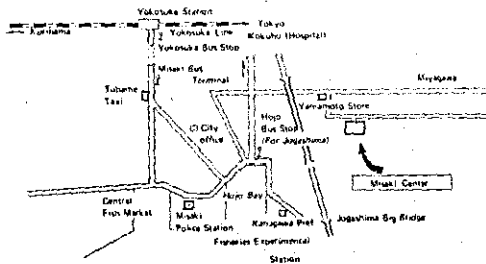 Yokosuka Station
Kurihama
Yokosuka Line
Tokyo
Yokosuka Bus Stop
Kokuho (Hospital)
Misaki Bus
Terminal
Miyagawa
Tubame
Taxi
Yamamoto Store
Hojo
Bus Stop
(For Jogashima)
City
office
Misaki Center
Hojo Bay
Central
Fish Market
Misaki
Police Station
Kanagawa Pref
Fisheries Experimental
Station
Jogashima Big Bridge